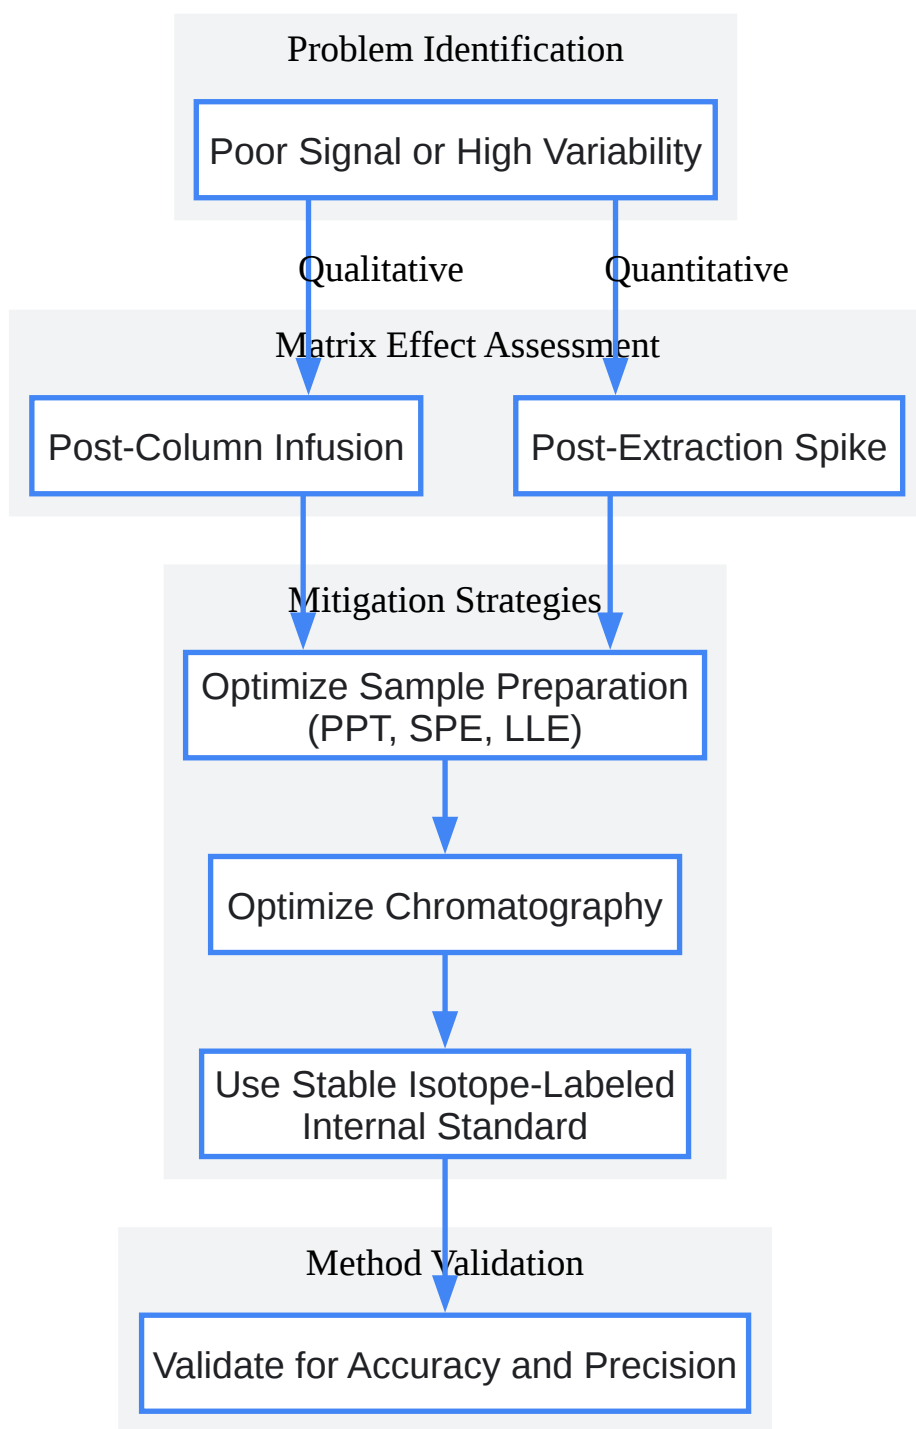 Problem Identification
Poor Signal or High Variability
Qualitative
Quantitative
Matrix Effect Assessment
Post-Column Infusion
Post-Extraction Spike
Mitigation Strategies
Optimize Sample Preparation
(PPT, SPE, LLE)
Optimize Chromatography
Use Stable Isotope-Labeled
Internal Standard
Method Validation
Validate for Accuracy and Precision